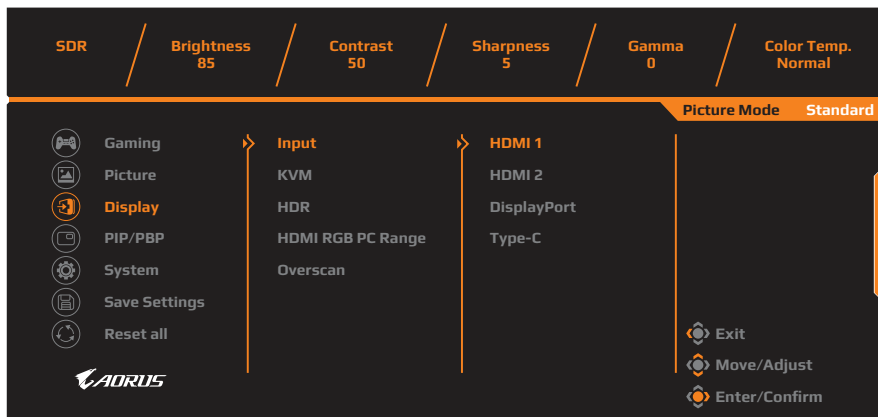 SDR
Brightness
85
Contrast
50
Sharpness
5
Gamma
0
Color Temp.
Normal
Picture Mode Standard
Gaming
Picture
Display
PIP/PBP
System
Save Settings
Reset all
Input
KVM
HDR
HDMI RGB PC Range
Overscan
HDMI 1
HDMI 2
DisplayPort
Type-C
Exit
Move/Adjust
Enter/Confirm
AORUS